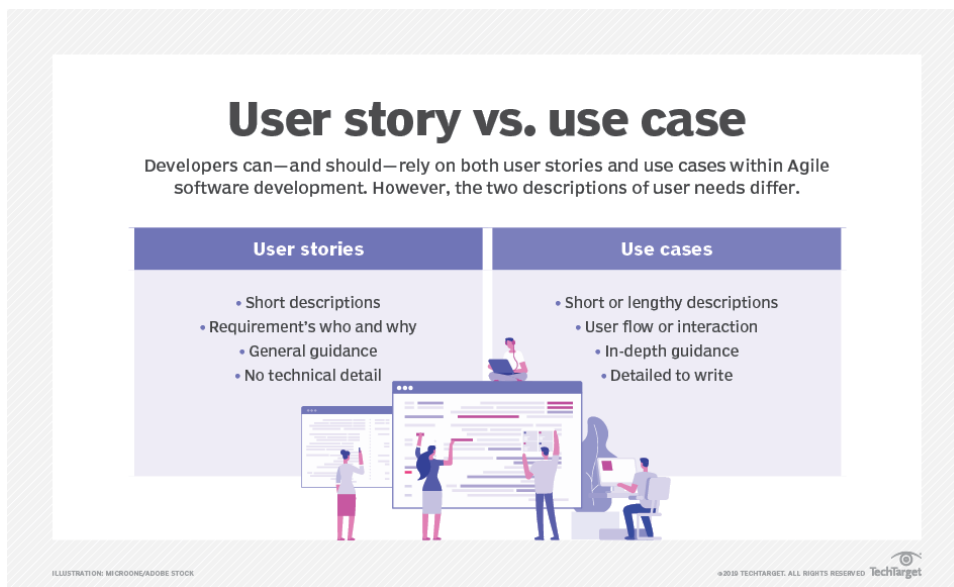 User story vs. use case
Developers can—and should—rely on both user stories and use cases within Agile
software development. However, the two descriptions of user needs differ.
User stories
• Short descriptions
• Requirement's who and why
• General guidance
• No technical detail
Use cases
• Short or lengthy descriptions
• User flow or interaction
• In-depth guidance
• Detailed to write
ILLUSTRATION: MICROONE/ADOBE STOCK
©2019 TECHTARGET. ALL RIGHTS RESERVED TechTarget